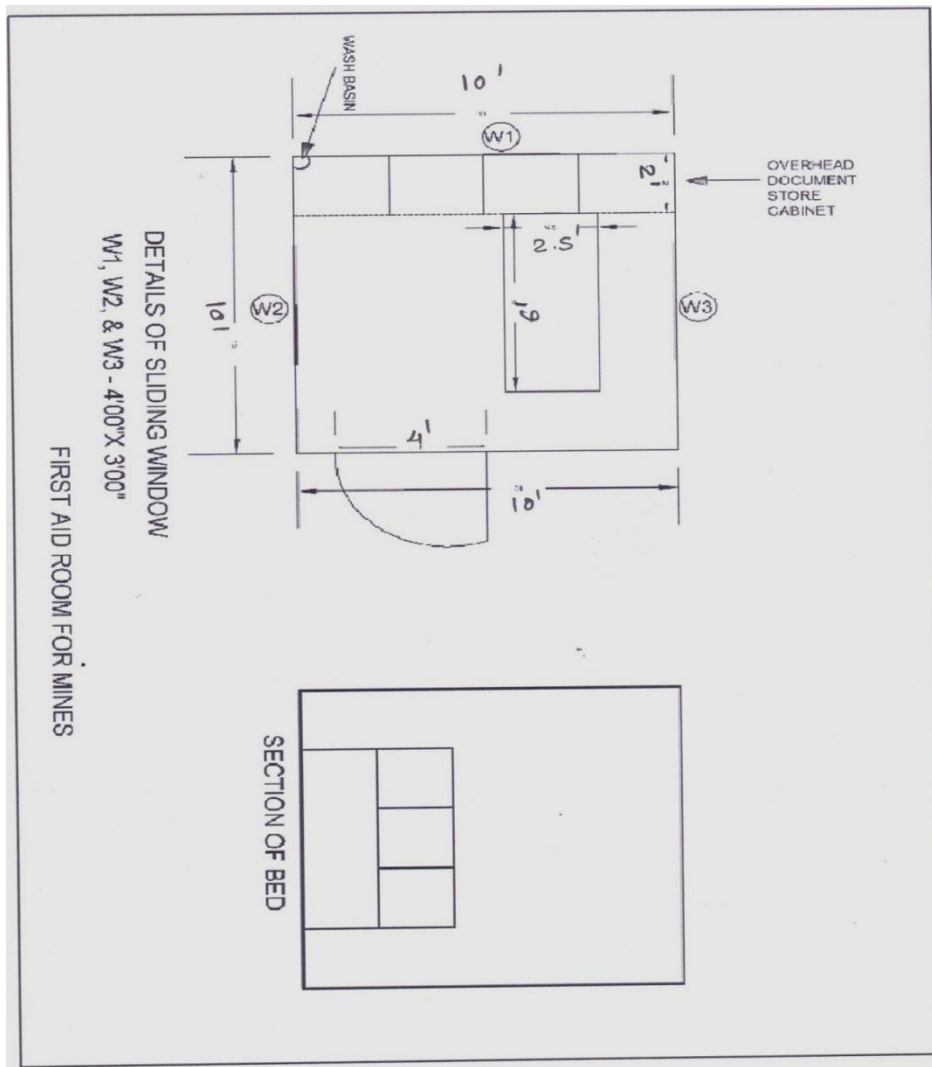 WASH BASIN
10'
W1
OVERHEAD
DOCUMENT
STORE
CABINET
2'
2.5'
W2
W3
10'
6'
4'
10'
DETAILS OF SLIDING WINDOW
W1, W2, & W3 - 4'00"X 3'00"
FIRST AID ROOM FOR MINES
SECTION OF BED